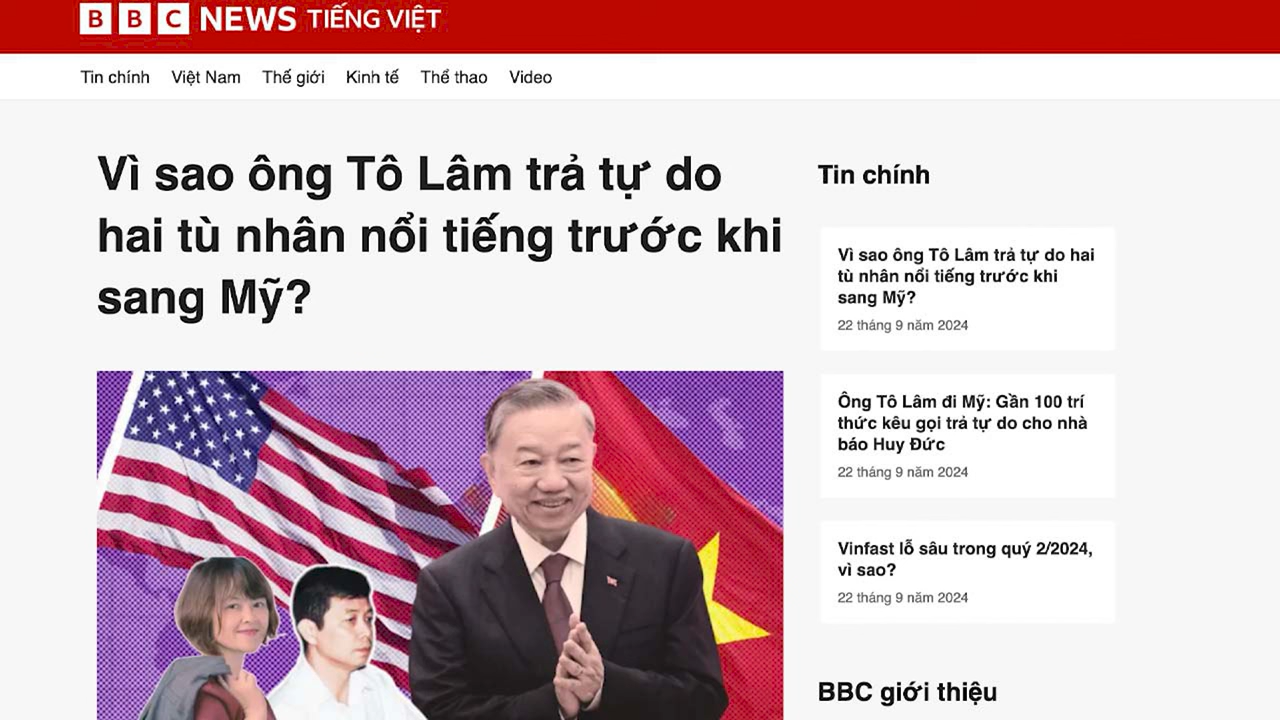 BBC NEWS TIẾNG VIỆT
Tin chính Việt Nam Thế giới Kinh tế Thể thao Video
Vì sao ông Tô Lâm trả tự do
hai tù nhân nổi tiếng trước khi
sang Mỹ?
Tin chính
Vì sao ông Tô Lâm trả tự do hai
tù nhân nổi tiếng trước khi
sang Mỹ?
22 tháng 9 năm 2024
Ông Tô Lâm đi Mỹ: Gần 100 trí
thức kêu gọi trả tự do cho nhà
báo Huy Đức
22 tháng 9 năm 2024
Vinfast lỗ sâu trong quý 2/2024,
vì sao?
22 tháng 9 năm 2024
BBC giới thiệu